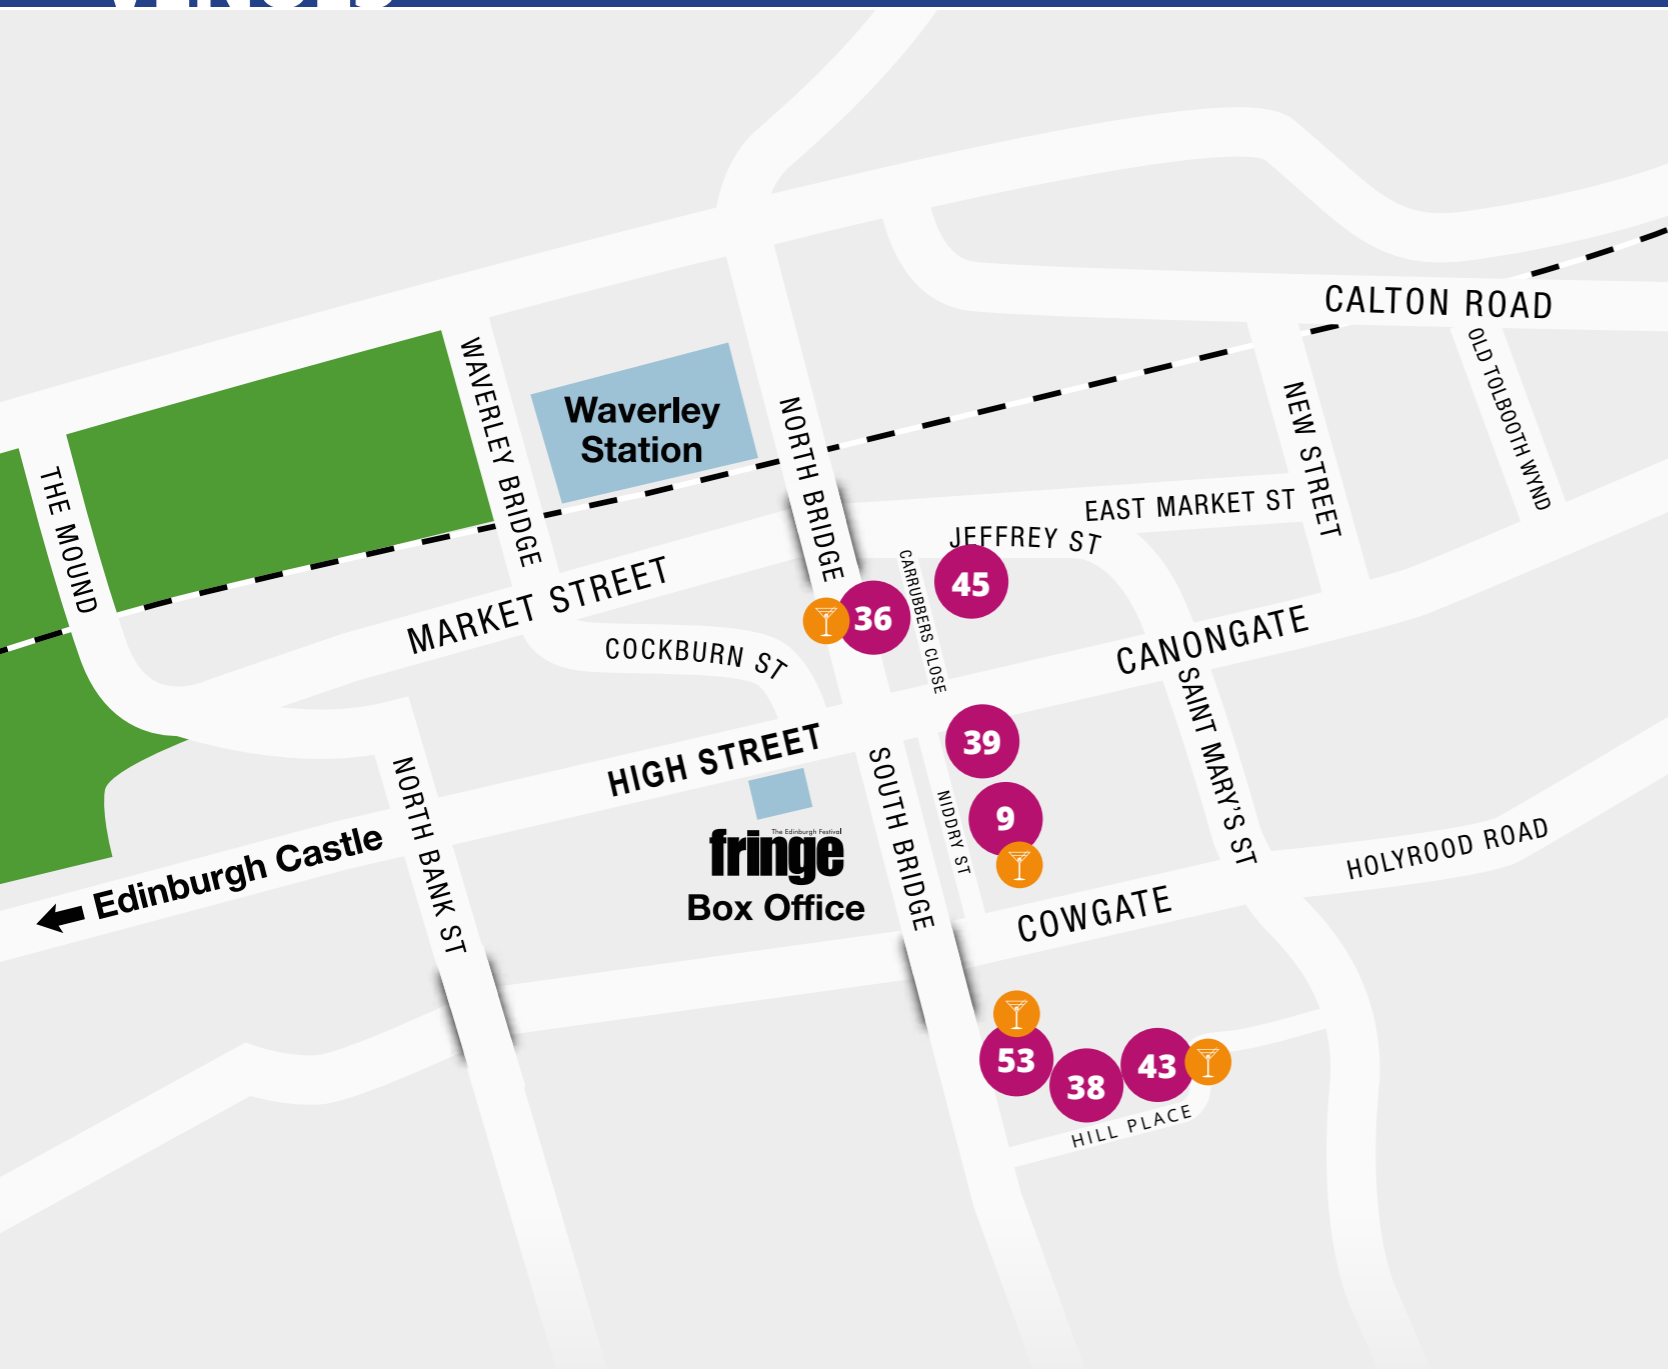 CALTON ROAD
OLD TOLBOOTH WYND
WAVERLEY BRIDGE
Waverley
Station
NORTH BRIDGE
NEW STREET
THE MOUND
EAST MARKET ST
JEFFREY ST
MARKET STREET
CARRUBBERS CLOSE
45
36
COCKBURN ST
CANONGATE
SAINT MARY'S ST
39
HIGH STREET
SOUTH BRIDGE
NIDDRY ST
9
NORTH BANK ST
The Edinburgh Festival
fringe
Box Office
Edinburgh Castle
HOLYROOD ROAD
COWGATE
53
38
43
HILL PLACE